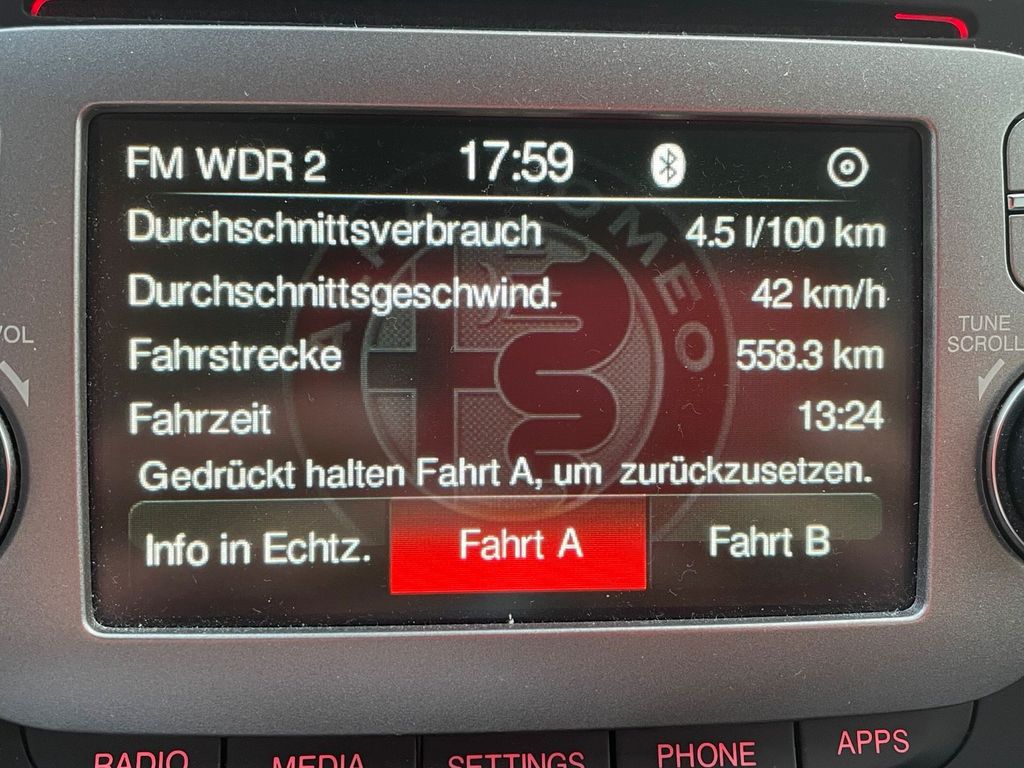 FM WDR 2 17:59
Durchschnittsverbrauch 4.5 l/100 km
Durchschnittsgeschwind. 42 km/h
Fahrstrecke 558.3 km
Fahrzeit 13:24
Gedrückt halten Fahrt A, um zurückzusetzen.
Info in Echtz. Fahrt A Fahrt B
ALFA ROMEO
VOL
TUNE
SCROLL
RADIO MEDIA SETTINGS PHONE APPS